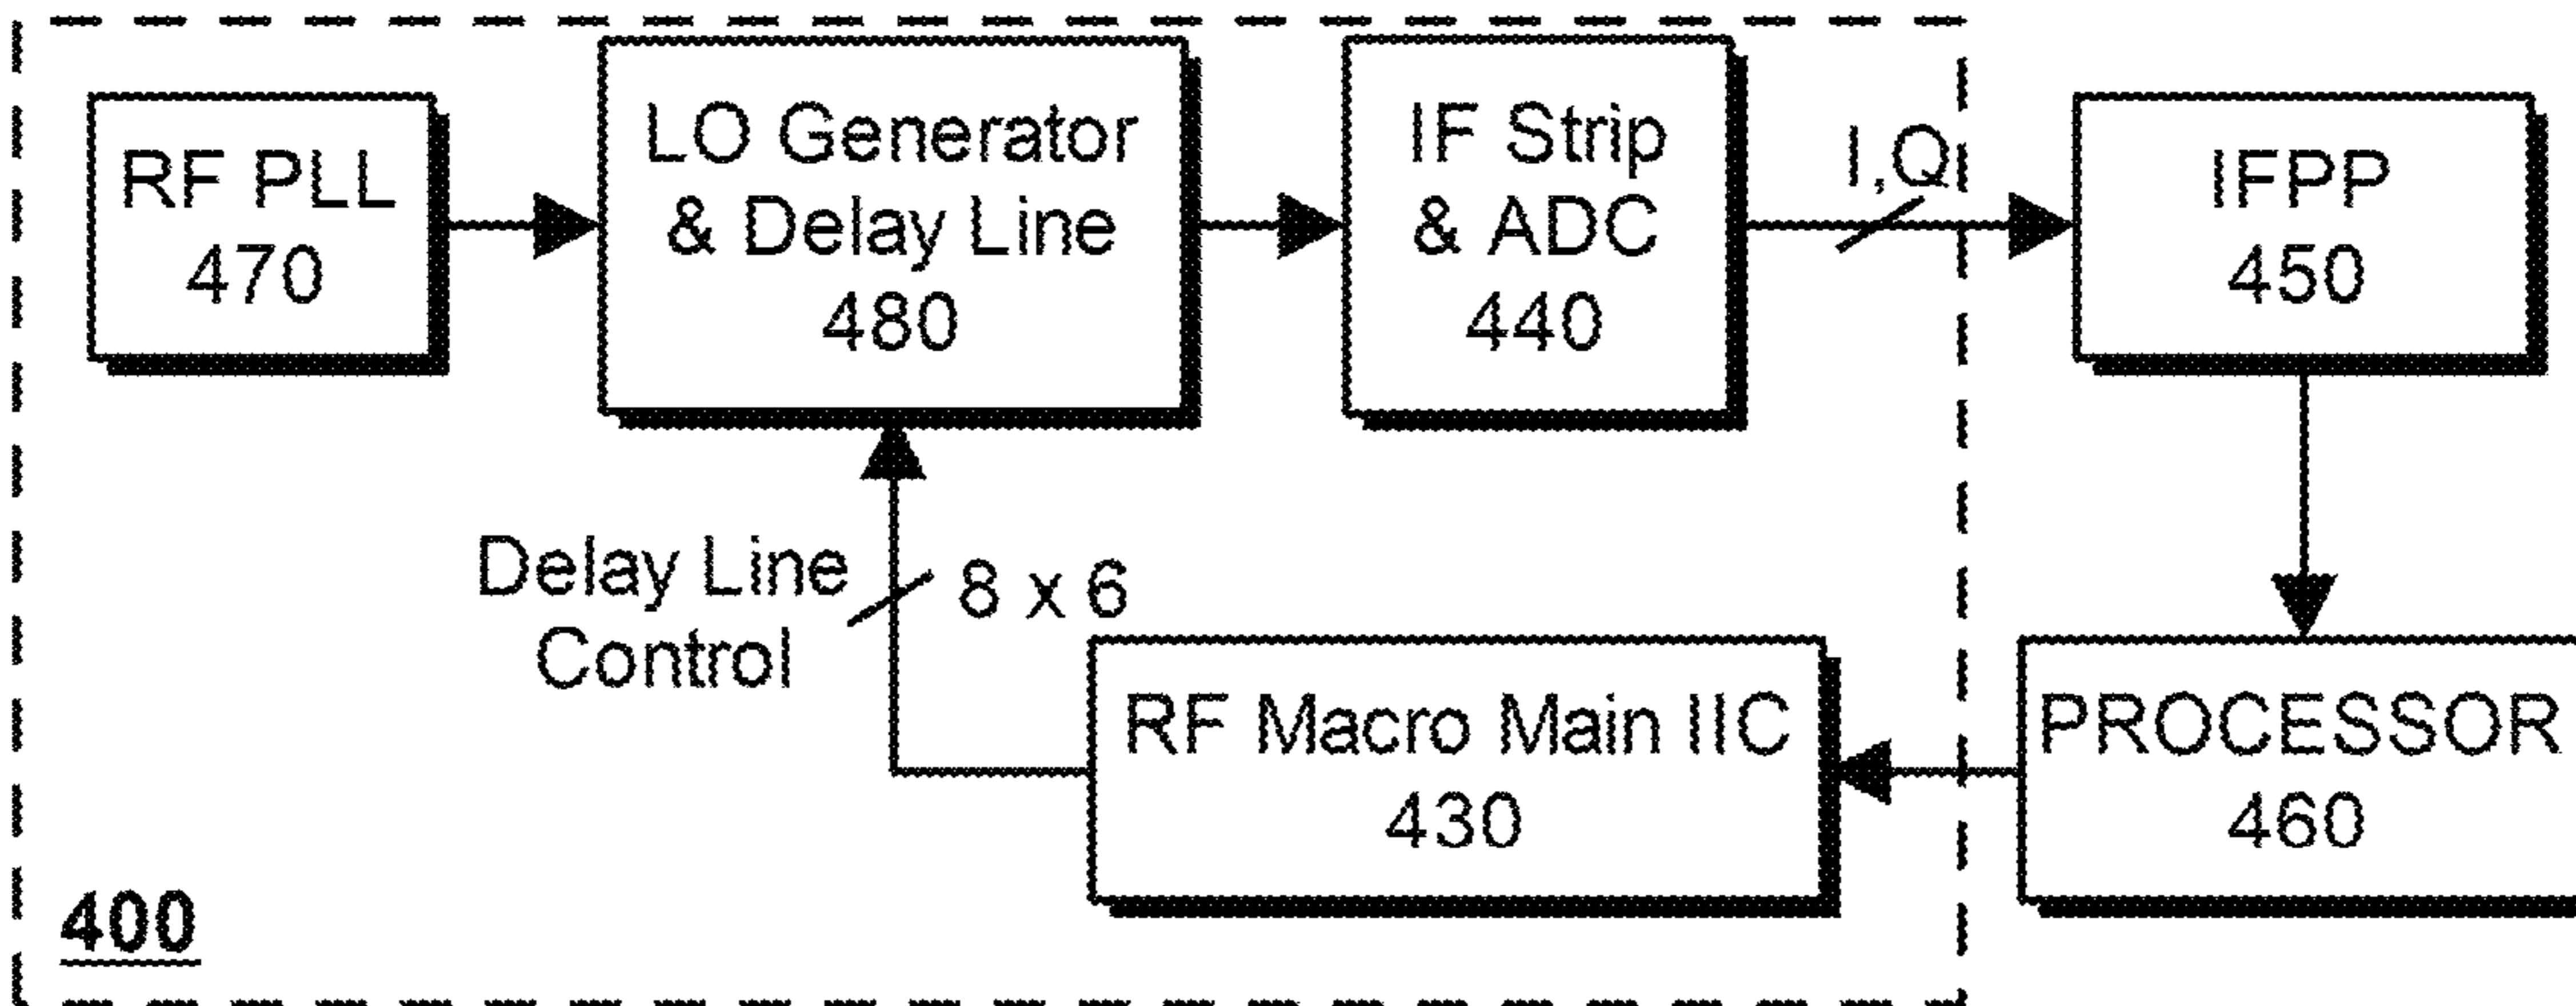 RF PLL
470
LO Generator
& Delay Line
480
IF Strip
& ADC
440
I,Q
IFPP
450
Delay Line
Control
8 x 6
RF Macro Main IIC
430
PROCESSOR
460
400